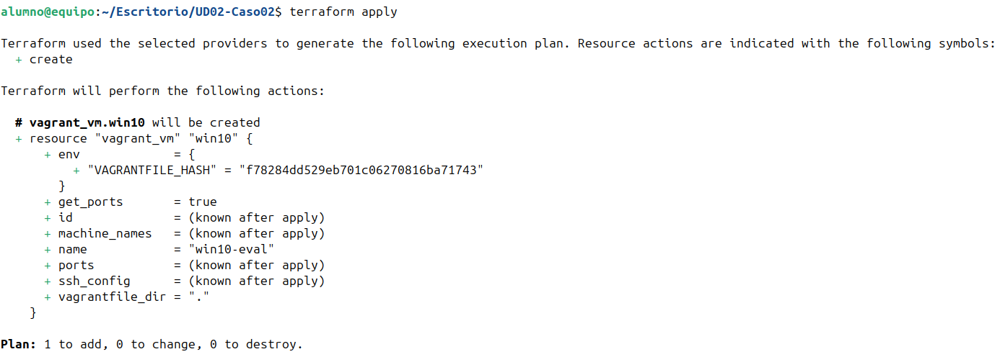 alumno@equipo:~/Escritorio/UD02-Caso02$ terraform apply
Terraform used the selected providers to generate the following execution plan. Resource actions are indicated with the following symbols:
  + create
Terraform will perform the following actions:
  # vagrant_vm.win10 will be created
  + resource "vagrant_vm" "win10" {
      + env             = {
          + "VAGRANTFILE_HASH" = "f78284dd529eb701c06270816ba71743"
        }
      + get_ports       = true
      + id              = (known after apply)
      + machine_names   = (known after apply)
      + name            = "win10-eval"
      + ports           = (known after apply)
      + ssh_config      = (known after apply)
      + vagrantfile_dir = "."
    }
Plan: 1 to add, 0 to change, 0 to destroy.